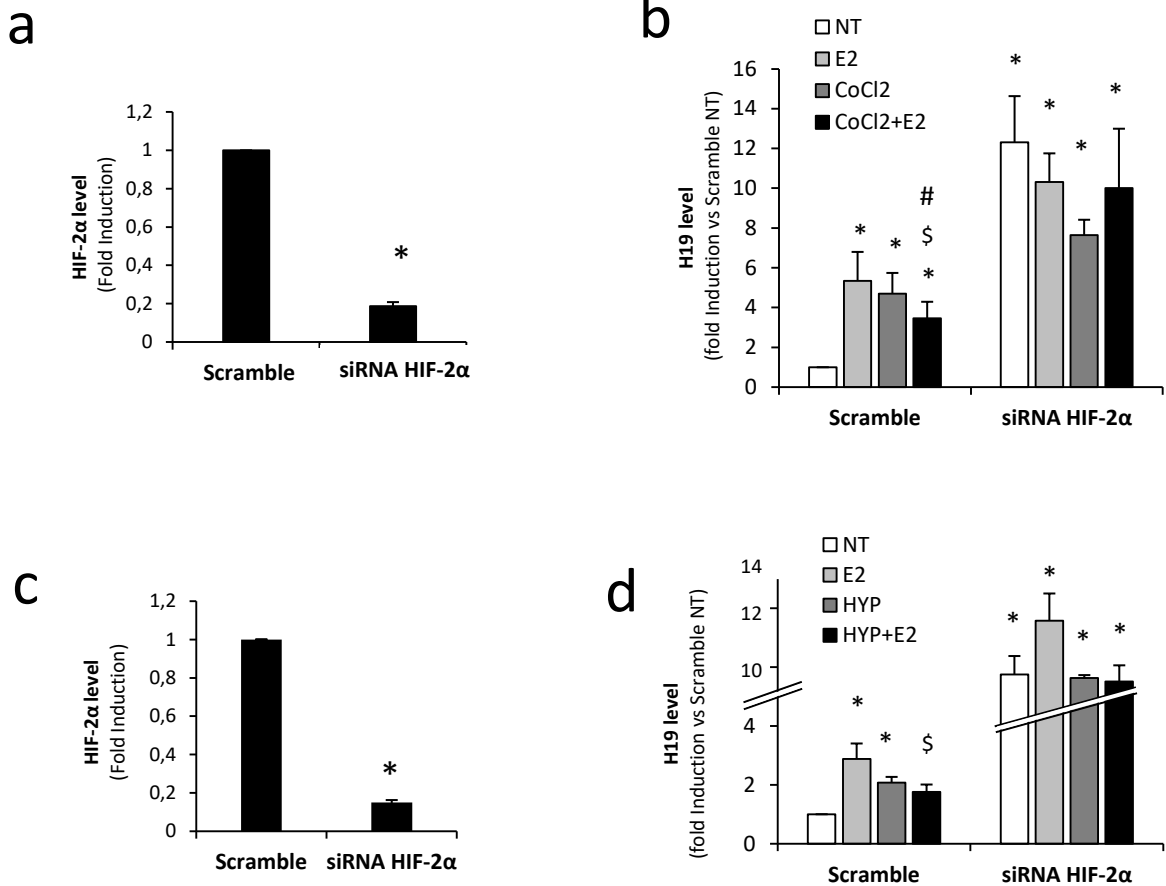 a
1,2
1
0,8
0,6
0,4
0,2
0
HIF-2α level
(Fold Induction)
*
Scramble
siRNA HIF-2α
b
NT
E2
CoCl2
CoCl2+E2
16
14
12
10
8
6
4
2
0
H19 level
(fold Induction vs Scramble NT)
* * # $ *
* * * *
Scramble
siRNA HIF-2α
c
1,2
1
0,8
0,6
0,4
0,2
0
HIF-2α level
(Fold Induction)
*
Scramble
siRNA HIF-2α
d
NT
E2
HYP
HYP+E2
14
12
10
4
2
0
H19 level
(fold Induction vs Scramble NT)
* * $
* * * *
Scramble
siRNA HIF-2α